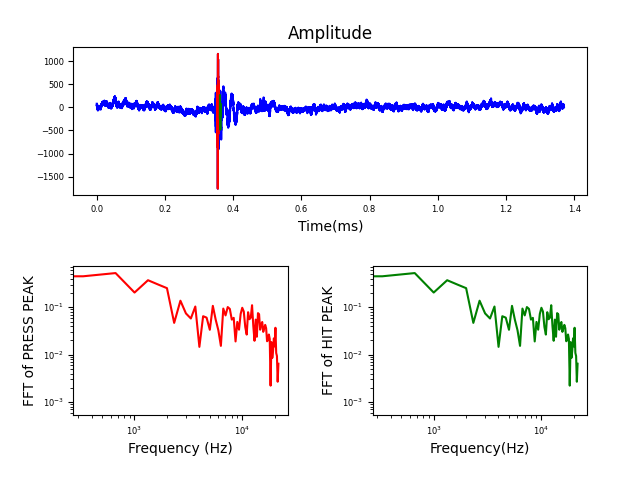 Amplitude
1000
500
0
−500
−1000
−1500
0.0 0.2 0.4 0.6 0.8 1.0 1.2 1.4
Time(ms)
FFT of PRESS PEAK
10⁻¹
10⁻²
10⁻³
10³ 10⁴
Frequency (Hz)
FFT of HIT PEAK
10⁻¹
10⁻²
10⁻³
10³ 10⁴
Frequency(Hz)